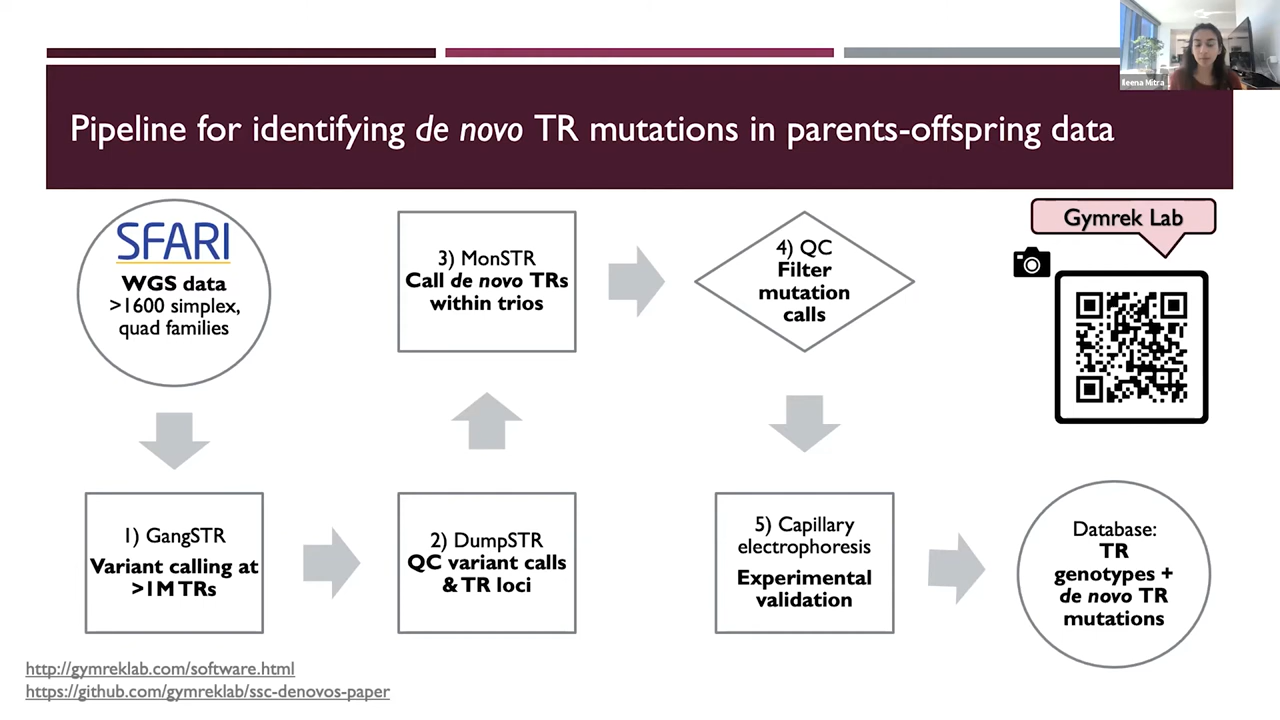 Ileena Mitra
Pipeline for identifying de novo TR mutations in parents-offspring data
SFARI
WGS data
>1600 simplex,
quad families
3) MonSTR
Call de novo TRs
within trios
4) QC
Filter
mutation
calls
Gymrek Lab
1) GangSTR
Variant calling at
>1M TRs
2) DumpSTR
QC variant calls
& TR loci
5) Capillary
electrophoresis
Experimental
validation
Database:
TR
genotypes +
de novo TR
mutations
http://gymreklab.com/software.html
https://github.com/gymreklab/ssc-denovos-paper